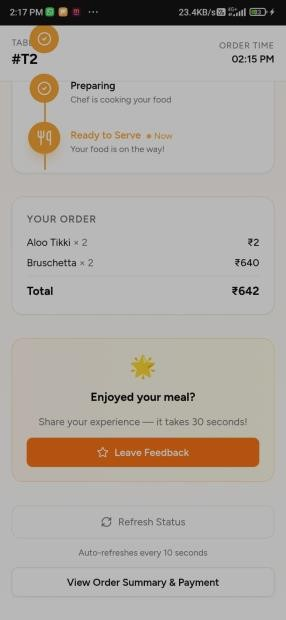 2:17 PM
23.4KB/s 4G+
TAB
ORDER TIME
#T2
02:15 PM
Preparing
Chef is cooking your food
Ready to Serve • Now
Your food is on the way!
YOUR ORDER
Aloo Tikki × 2 ₹2
Bruschetta × 2 ₹640
Total ₹642
Enjoyed your meal?
Share your experience — it takes 30 seconds!
Leave Feedback
Refresh Status
Auto-refreshes every 10 seconds
View Order Summary & Payment